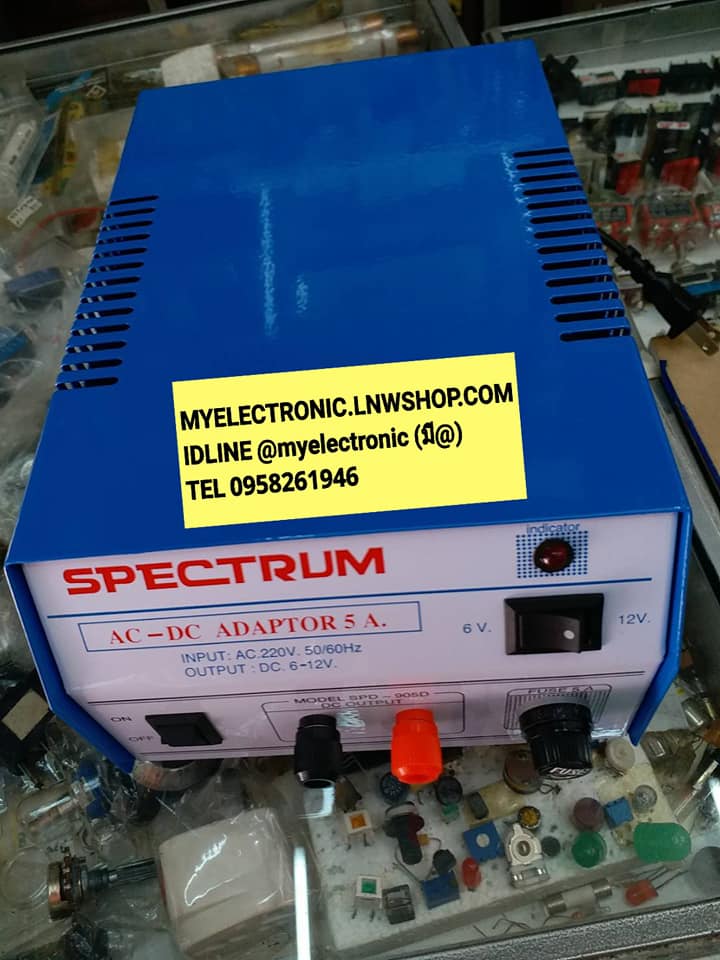 MYELECTRONIC.LNWSHOP.COM
IDLINE @myelectronic (มี@)
TEL 0958261946
indicator
SPECTRUM
AC-DC ADAPTOR 5 A.
6 V.
12V.
INPUT: AC.220V. 50/60Hz
OUTPUT : DC. 6-12V.
MODEL SPD - 905D
DC OUTPUT
FUSE 5 A
ON
OFF
FUSE